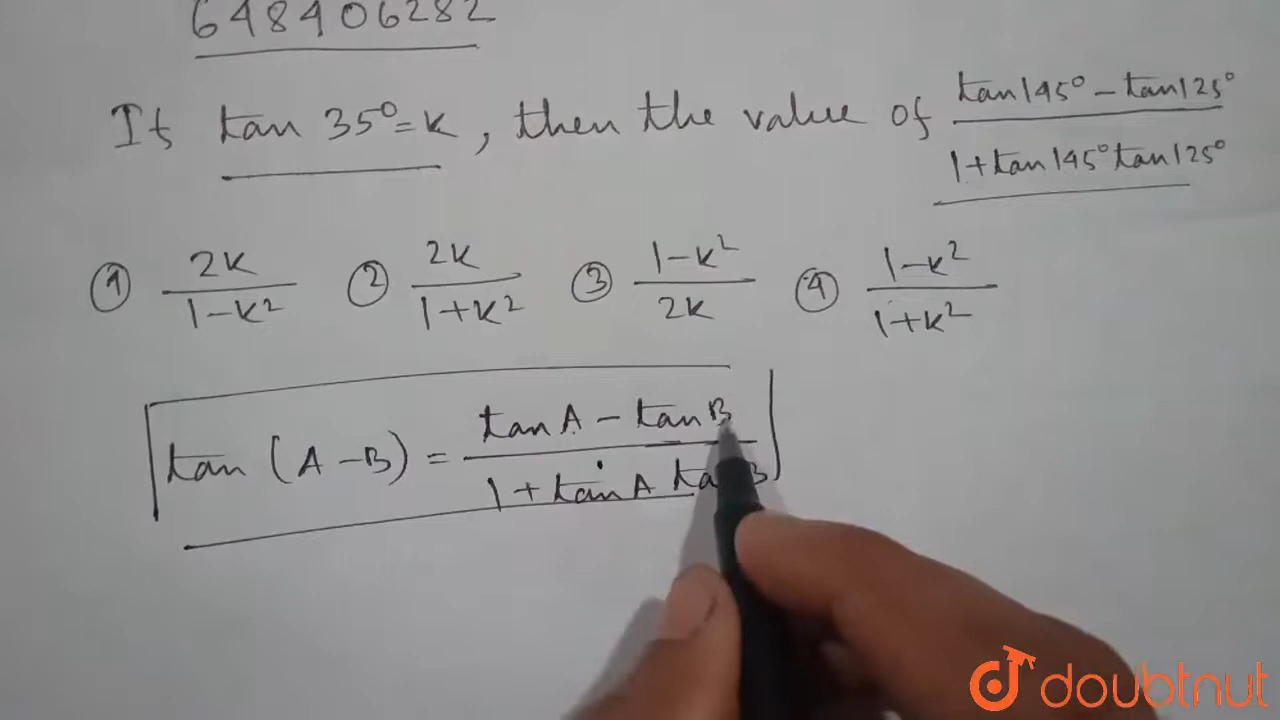 648406282
If tan 35° = k, then the value of (tan145° - tan125°)/(1 + tan145° tan125°)
① 2k/(1-k²) ② 2k/(1+k²) ③ (1-k²)/2k ④ (1-k²)/(1+k²)
tan (A - B) = (tan A - tan B)/(1 + tan A ta B)
doubtnut